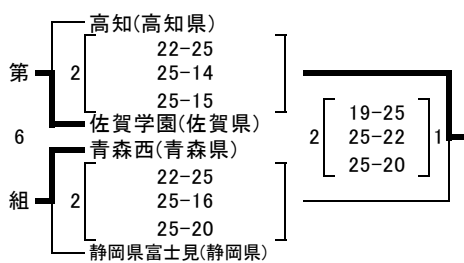 高知(高知県)
22-25
第 2 25-14
25-15
佐賀学園(佐賀県)
19-25
6 2 25-22 1
25-20
青森西(青森県)
22-25
組 2 25-16
25-20
静岡県富士見(静岡県)